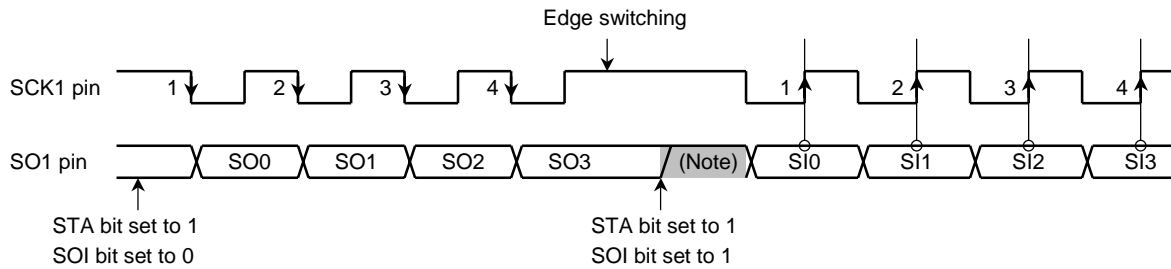 Edge switching
SCK1 pin 1 2 3 4 1 2 3 4
SO1 pin SO0 SO1 SO2 SO3 (Note) SI0 SI1 SI2 SI3
STA bit set to 1 STA bit set to 1
SOI bit set to 0 SOI bit set to 1